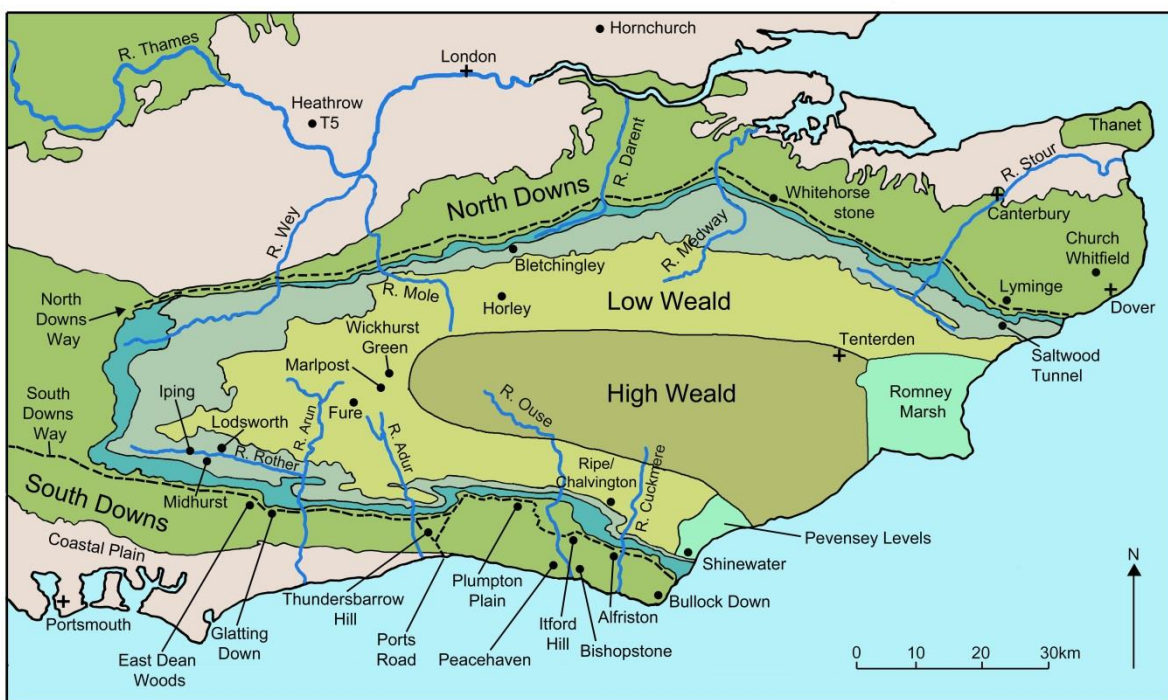 Hornchurch
R. Thames
London
Heathrow
T5
Thanet
R. Darent
R. Stour
North Downs
Whitehorse
stone
Canterbury
R. Wey
R. Medway
Church
Whitfield
Bletchingley
North
Downs
Way
R. Mole
Horley
Low Weald
Lyminge
Dover
Wickhurst
Green
Tenterden
Marlpost
Saltwood
Tunnel
Iping
High Weald
Romney
Marsh
South
Downs
Way
Lodsworth
Fure
R. Arun
R. Ouse
R. Adur
R. Rother
Ripe/
Chalvington
R. Cuckmere
Midhurst
South Downs
Pevensey Levels
Coastal Plain
Shinewater
N
Portsmouth
Thundersbarrow
Hill
Plumpton
Plain
Bullock Down
Glatting
Down
Ports
Road
Itford
Hill
Alfriston
East Dean
Woods
Peacehaven
Bishopstone
0 10 20 30km